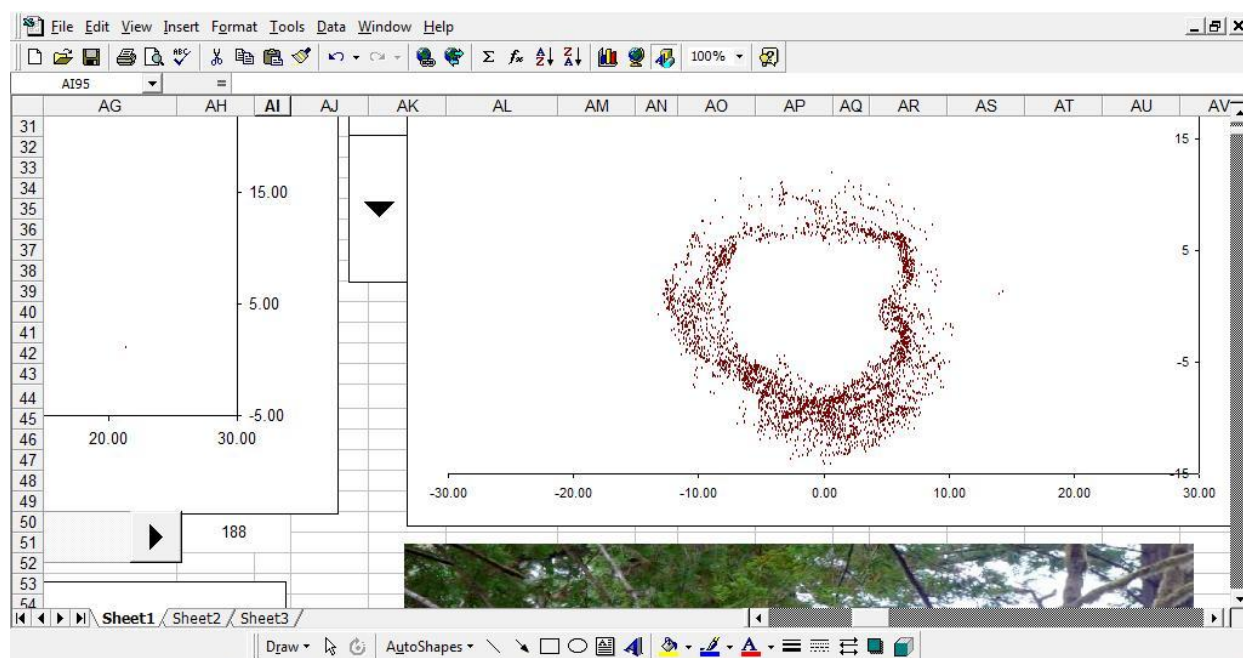 File Edit View Insert Format Tools Data Window Help
ABC Σ fx A Z Z A 100% ?
AI95 =
AG AH AI AJ AK AL AM AN AO AP AQ AR AS AT AU AV
31
32 15
33
34 15.00
35
36
37 5
38
39
40 5.00
41
42
43 -5
44
45 -5.00
46 20.00 30.00
47
48 -15
49 -30.00 -20.00 -10.00 0.00 10.00 20.00 30.00
50 188
51
52
53
54
Sheet1 Sheet2 Sheet3
Draw AutoShapes A A